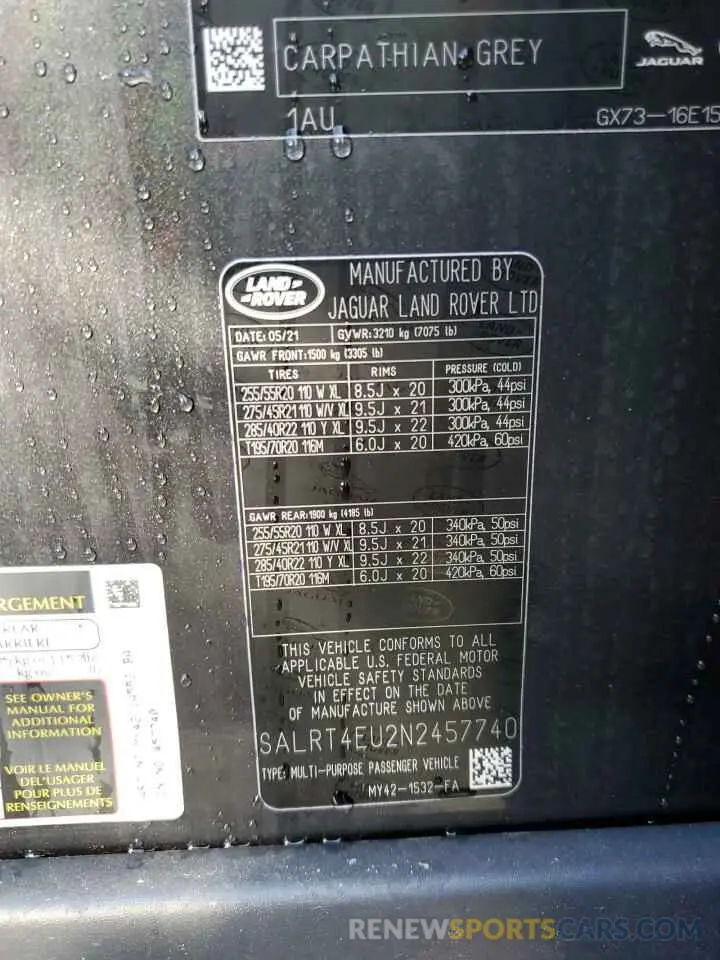 CARPATHIAN GREY
JAGUAR
1AU
GX73-16E15
LAND ROVER
MANUFACTURED BY
JAGUAR LAND ROVER LTD
DATE: 05/21 GVWR: 3210 kg (7075 lb)
GAWR FRONT: 1500 kg (3305 lb)
TIRES RIMS PRESSURE (COLD)
255/55R20 110 W XL 8.5J x 20 300kPa, 44psi
275/45R21 110 W/V XL 9.5J x 21 300kPa, 44psi
285/40R22 110 Y XL 9.5J x 22 300kPa, 44psi
T195/70R20 116M 6.0J x 20 420kPa, 60psi
GAWR REAR: 1900 kg (4185 lb)
255/55R20 110 W XL 8.5J x 20 340kPa, 50psi
275/45R21 110 W/V XL 9.5J x 21 340kPa, 50psi
285/40R22 110 Y XL 9.5J x 22 340kPa, 50psi
T195/70R20 116M 6.0J x 20 420kPa, 60psi
THIS VEHICLE CONFORMS TO ALL
APPLICABLE U.S. FEDERAL MOTOR
VEHICLE SAFETY STANDARDS
IN EFFECT ON THE DATE
OF MANUFACTURE SHOWN ABOVE
SALRT4EU2N2457740
TYPE: MULTI-PURPOSE PASSENGER VEHICLE
MY42-1532-FA
RGEMENT
SEE OWNER'S
MANUAL FOR
ADDITIONAL
INFORMATION
VOIR LE MANUEL
DEL'USAGER
POUR PLUS DE
RENSEIGNEMENTS
RENEWSPORTSCARS.COM